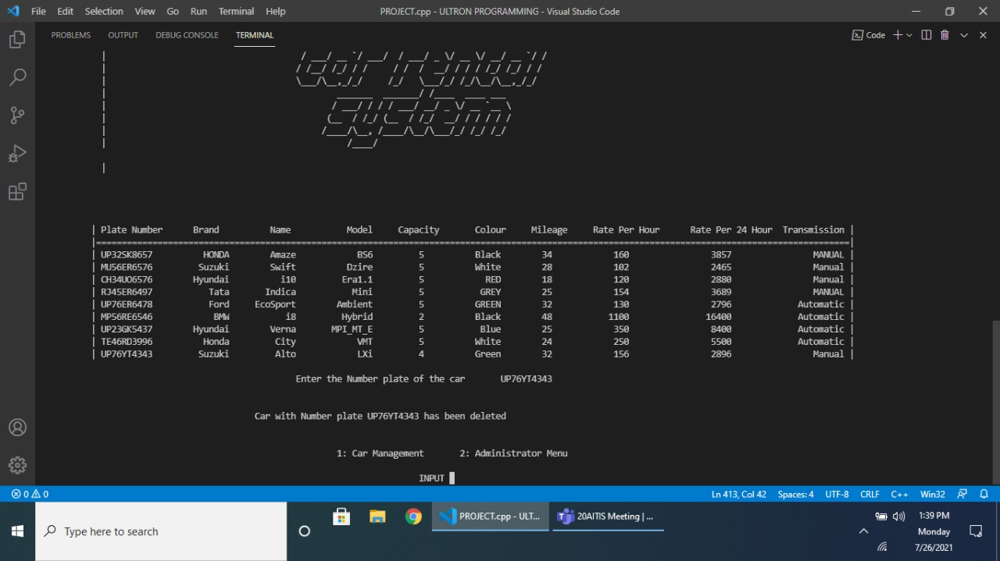 File Edit Selection View Go Run Terminal Help PROJECT.cpp - ULTRON PROGRAMMING - Visual Studio Code
PROBLEMS OUTPUT DEBUG CONSOLE TERMINAL Code
car rental
system
| Plate Number Brand Name Model Capacity Colour Mileage Rate Per Hour Rate Per 24 Hour Transmission |
| UP32SK8657 HONDA Amaze BS6 5 Black 34 160 3857 MANUAL |
| MU56ER6576 Suzuki Swift Dzire 5 White 28 102 2465 Manual |
| CH34UO6576 Hyundai i10 Era1.1 5 RED 18 120 2880 Manual |
| RJ45ER6497 Tata Indica Mini 5 GREY 25 154 3689 MANUAL |
| UP76ER6478 Ford EcoSport Ambient 5 GREEN 32 130 2796 Automatic |
| MP56RE6546 BMW i8 Hybrid 2 Black 48 1100 16400 Automatic |
| UP23GK5437 Hyundai Verna MPI_MT_E 5 Blue 25 350 8400 Automatic |
| TE46RD3996 Honda City VMT 5 White 24 250 5500 Automatic |
| UP76YT4343 Suzuki Alto LXi 4 Green 32 156 2896 Manual |
Enter the Number plate of the car UP76YT4343
Car with Number plate UP76YT4343 has been deleted
1: Car Management 2: Administrator Menu
INPUT
0 0 Ln 413, Col 42 Spaces: 4 UTF-8 CRLF C++ Win32
Type here to search PROJECT.cpp - ULT... 20AITIS Meeting | ... 1:39 PM
Monday
7/26/2021